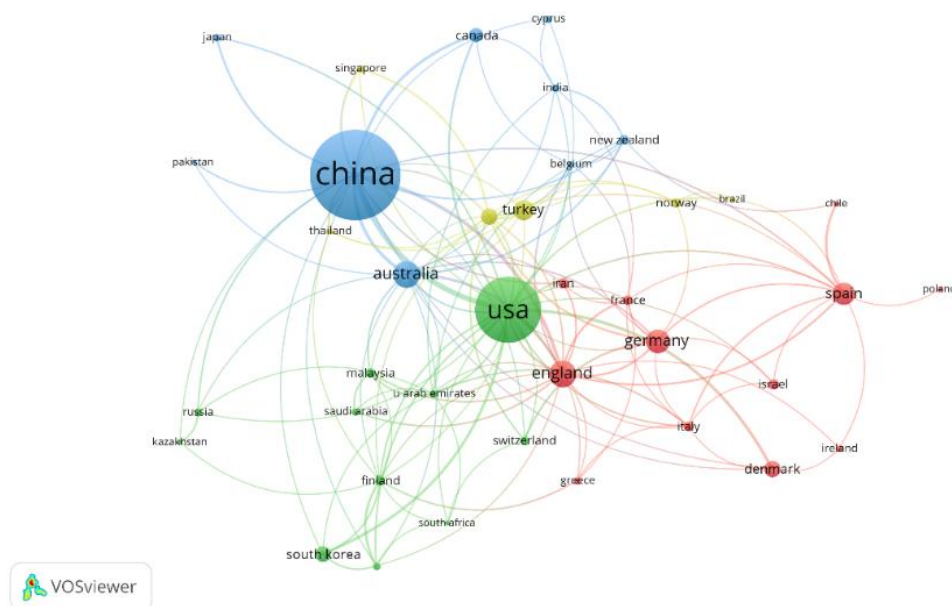 japan
canada
cyprus
singapore
india
china
new zealand
pakistan
belgium
turkey
norway
brazil
chile
thailand
australia
iran
france
spain
poland
usa
germany
england
malaysia
u arab emirates
israel
russia
saudi arabia
kazakhstan
switzerland
italy
ireland
denmark
finland
greece
south africa
south korea
VOSviewer